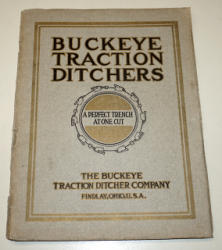 BUCKEYE
TRACTION
DITCHERS
A PERFECT TRENCH
AT ONE CUT
THE BUCKEYE
TRACTION DITCHER COMPANY
FINDLAY, OHIO, U.S.A.